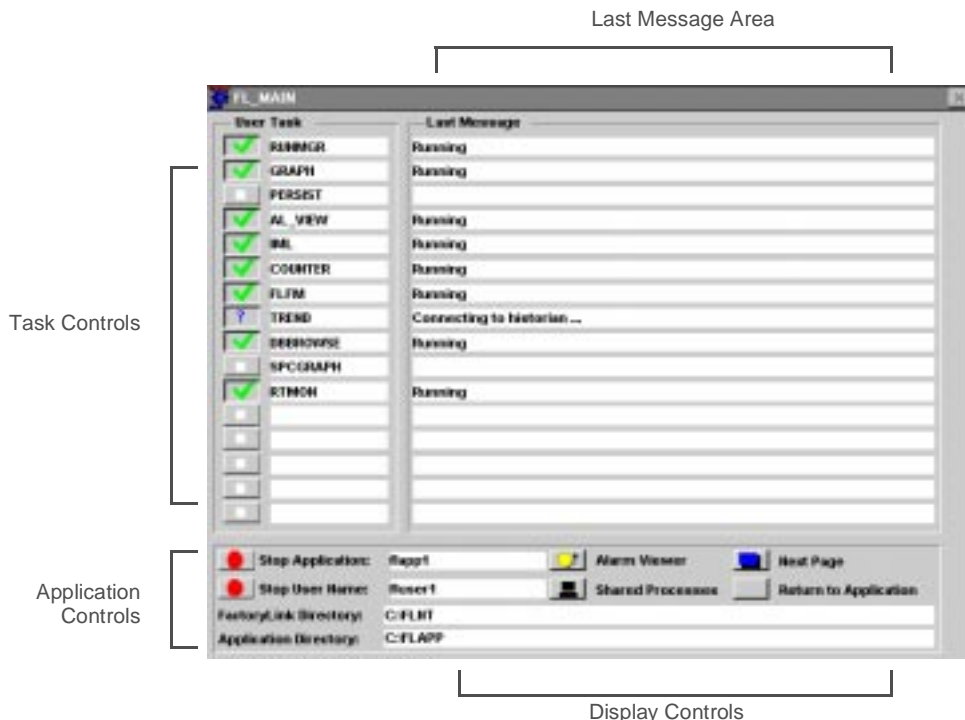 Last Message Area
FL_MAIN
User Task Last Message
RUNMGR Running
GRAPH Running
PERSIST
AL_VIEW Running
IML Running
COUNTER Running
FLFM Running
? TREND Connecting to historian ...
DBBROWSE Running
SPCGRAPH
RTMON Running
Task Controls
Stop Application: flapp1 Alarm Viewer Next Page
Stop User Name: fluser1 Shared Processes Return to Application
FactoryLink Directory: C:\FLNT
Application Directory: C:\FLAPP
Application
Controls
Display Controls